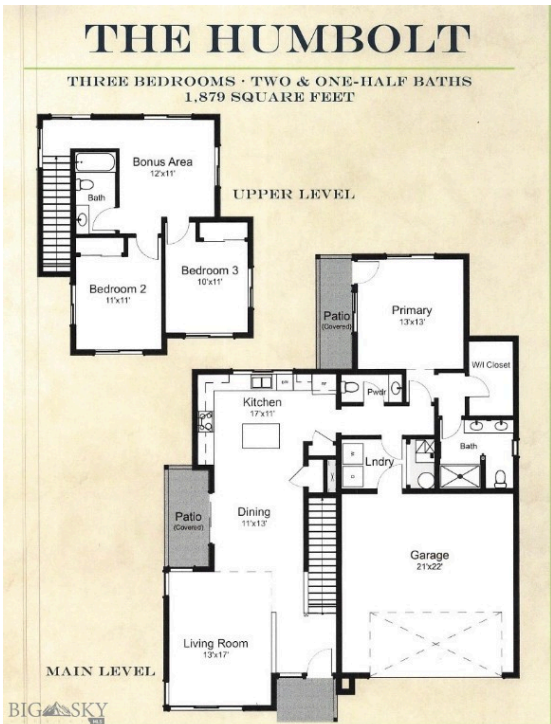 THE HUMBOLT
THREE BEDROOMS · TWO & ONE-HALF BATHS
1,879 SQUARE FEET
Bonus Area
12'x11'
Bath
UPPER LEVEL
Bedroom 2
11'x11'
Bedroom 3
10'x11'
Patio
(Covered)
Primary
13'x13'
W/I Closet
Kitchen
17'x11'
Pwdr
Bath
Lndry
Patio
(Covered)
Dining
11'x13'
Garage
21'x22'
Living Room
13'x17'
MAIN LEVEL
BIG SKY
MLS